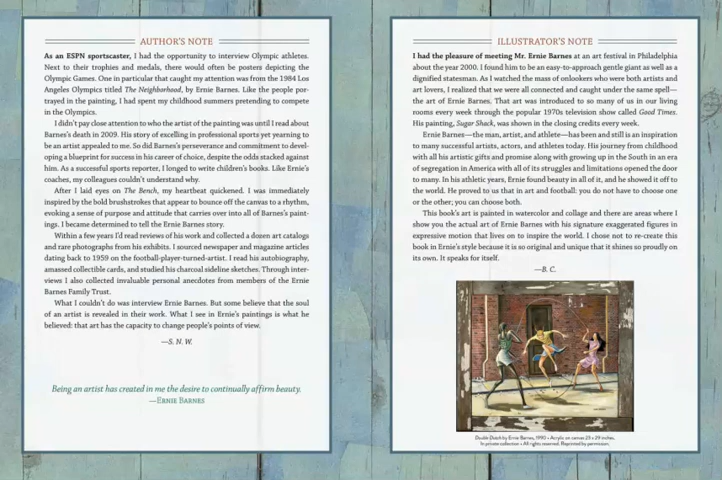 AUTHOR'S NOTE
As an ESPN sportscaster, I had the opportunity to interview Olympic athletes.
Next to their trophies and medals, there would often be posters depicting the
Olympic Games. One in particular that caught my attention was from the 1984 Los
Angeles Olympics titled The Neighborhood, by Ernie Barnes. Like the people por-
trayed in the painting, I had spent my childhood summers pretending to compete
in the Olympics.
I didn't pay close attention to who the artist of the painting was until I read about
Barnes's death in 2009. His story of excelling in professional sports yet yearning to
be an artist appealed to me. So did Barnes's perseverance and commitment to devel-
oping a blueprint for success in his career of choice, despite the odds stacked against
him. As a successful sports reporter, I longed to write children's books. Like Ernie's
coaches, my colleagues couldn't understand why.
After I laid eyes on The Bench, my heartbeat quickened. I was immediately
inspired by the bold brushstrokes that appear to bounce off the canvas to a rhythm,
evoking a sense of purpose and attitude that carries over into all of Barnes's paint-
ings. I became determined to tell the Ernie Barnes story.
Within a few years I'd read reviews of his work and collected a dozen art catalogs
and rare photographs from his exhibits. I sourced newspaper and magazine articles
dating back to 1959 on the football-player-turned-artist. I read his autobiography,
amassed collectible cards, and studied his charcoal sideline sketches. Through inter-
views I also collected invaluable personal anecdotes from members of the Ernie
Barnes Family Trust.
What I couldn't do was interview Ernie Barnes. But some believe that the soul
of an artist is revealed in their work. What I see in Ernie's paintings is what he
believed: that art has the capacity to change people's points of view.
—S. N. W.
Being an artist has created in me the desire to continually affirm beauty.
—ERNIE BARNES
ILLUSTRATOR'S NOTE
I had the pleasure of meeting Mr. Ernie Barnes at an art festival in Philadelphia
about the year 2000. I found him to be an easy-to-approach gentle giant as well as a
dignified statesman. As I watched the mass of onlookers who were both artists and
art lovers, I realized that we were all connected and caught under the same spell—
the art of Ernie Barnes. That art was introduced to so many of us in our living
rooms every week through the popular 1970s television show called Good Times.
His painting, Sugar Shack, was shown in the closing credits every week.
Ernie Barnes—the man, artist, and athlete—has been and still is an inspiration
to many successful artists, actors, and athletes today. His journey from childhood
with all his artistic gifts and promise along with growing up in the South in an era
of segregation in America with all of its struggles and limitations opened the door
to many. In his athletic years, Ernie found beauty in all of it, and he showed it off to
the world. He proved to us that in art and football: you do not have to choose one
or the other; you can choose both.
This book's art is painted in watercolor and collage and there are areas where I
show you the actual art of Ernie Barnes with his signature exaggerated figures in
expressive motion that lives on to inspire the world. I chose not to re-create this
book in Ernie's style because it is so original and unique that it shines so proudly on
its own. It speaks for itself.
—B. C.
Double Dutch by Ernie Barnes, 1990 • Acrylic on canvas 25 x 29 inches.
In private collection • All rights reserved. Reprinted by permission.